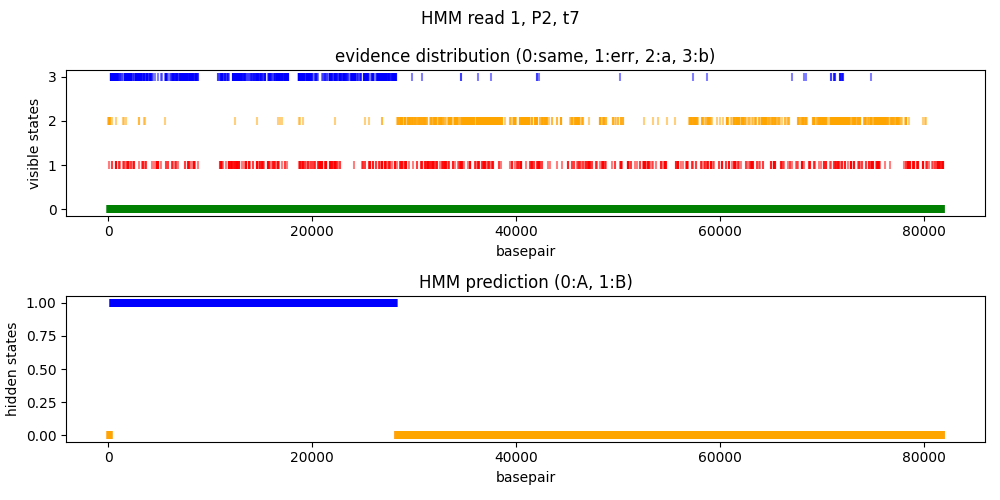 HMM read 1, P2, t7
evidence distribution (0:same, 1:err, 2:a, 3:b)
visible states
3
2
1
0
0 20000 40000 60000 80000
basepair
HMM prediction (0:A, 1:B)
hidden states
1.00
0.75
0.50
0.25
0.00
0 20000 40000 60000 80000
basepair